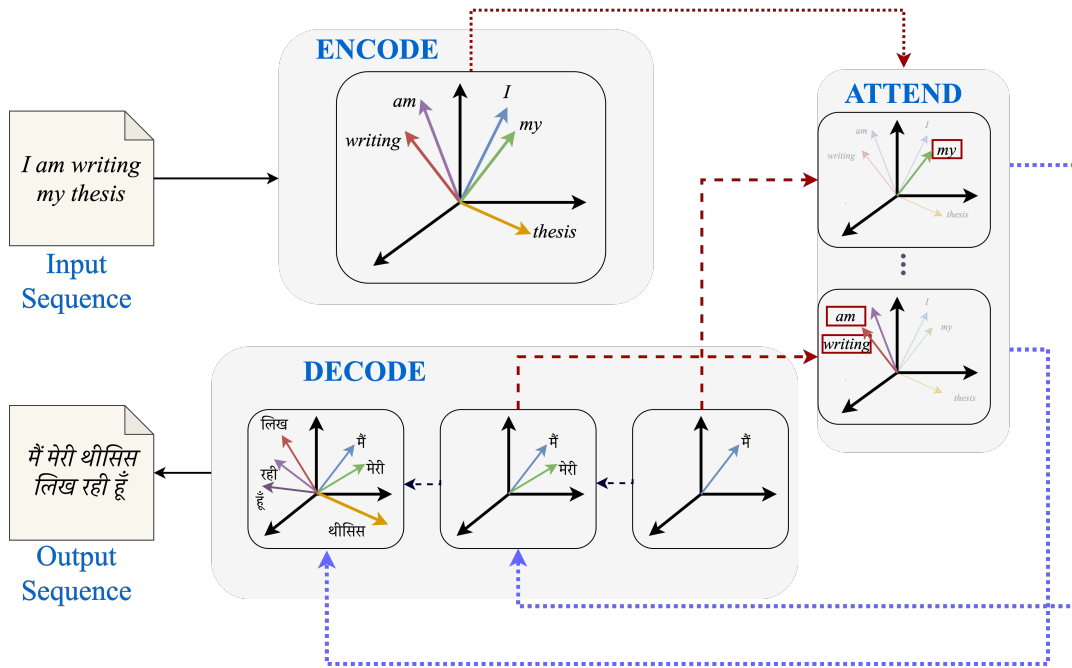 ENCODE
am
I
writing
my
thesis
I am writing
my thesis
Input
Sequence
ATTEND
am
I
writing
my
thesis
am
I
writing
my
thesis
DECODE
लिख
मैं
रही
मेरी
थीसिस
मैं
मेरी
मैं
मैं मेरी थीसिस
लिख रही हूँ
Output
Sequence